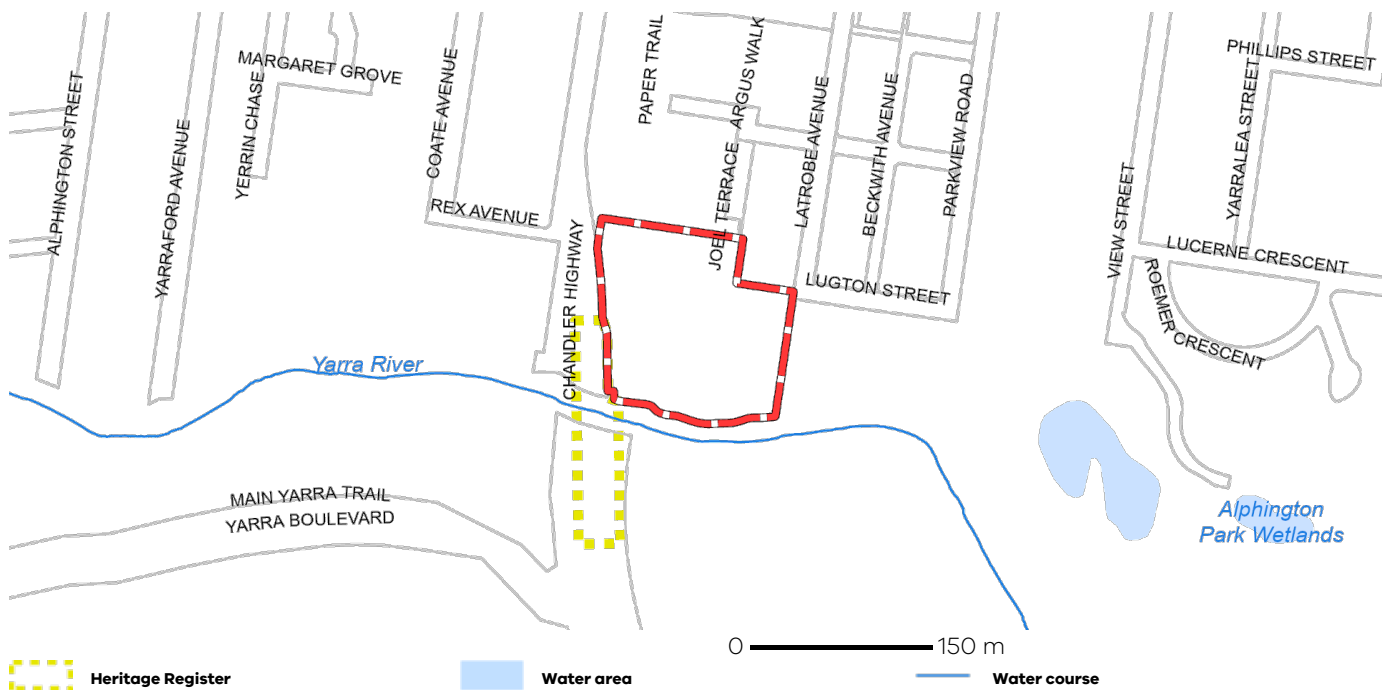 MARGARET GROVE
PHILLIPS STREET
ALPHINGTON STREET
YARRAFORD AVENUE
YERRIN CHASE
COATE AVENUE
PAPER TRAIL
ARGUS WALK
JOEL TERRACE
LATROBE AVENUE
BECKWITH AVENUE
PARKVIEW ROAD
VIEW STREET
YARRALEA STREET
REX AVENUE
CHANDLER HIGHWAY
LUCERNE CRESCENT
LUGTON STREET
ROEMER CRESCENT
Yarra River
MAIN YARRA TRAIL
YARRA BOULEVARD
Alphington
Park Wetlands
0 150 m
Heritage Register
Water area
Water course